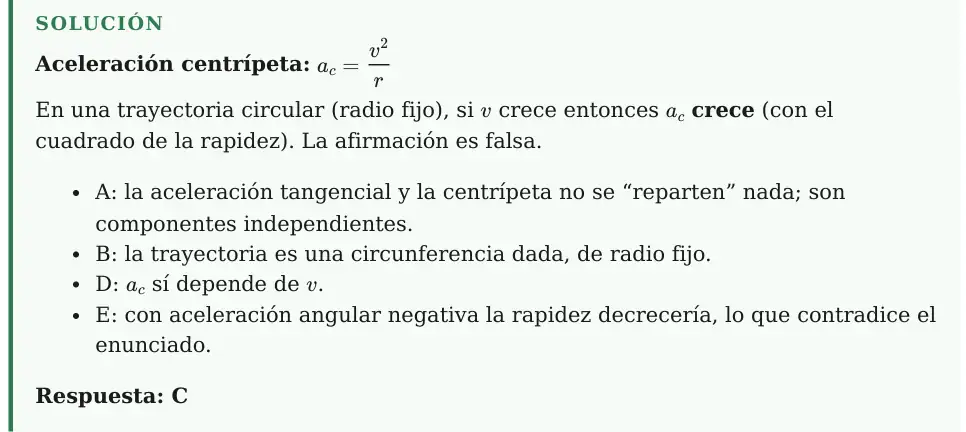 SOLUCIÓN
Aceleración centrípeta: $a_c = \dfrac{v^2}{r}$
En una trayectoria circular (radio fijo), si $v$ crece entonces $a_c$ crece (con el
cuadrado de la rapidez). La afirmación es falsa.
• A: la aceleración tangencial y la centrípeta no se “reparten” nada; son
componentes independientes.
• B: la trayectoria es una circunferencia dada, de radio fijo.
• D: $a_c$ sí depende de $v$.
• E: con aceleración angular negativa la rapidez decrecería, lo que contradice el
enunciado.
Respuesta: C